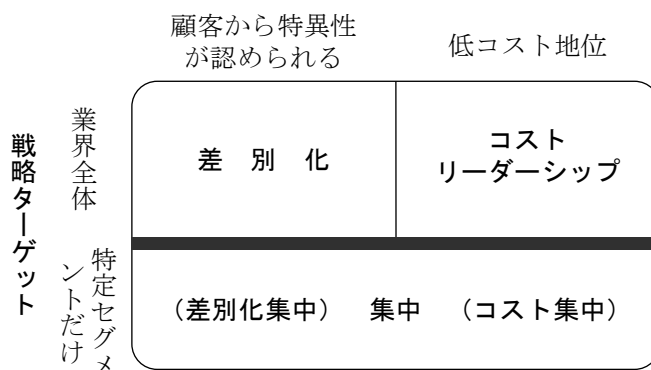 顧客から特異性
が認められる
低コスト地位
戦略ターゲット
業界全体
差 別 化
コスト
リーダーシップ
特定セグメ
ントだけ
（差別化集中） 集中 （コスト集中）